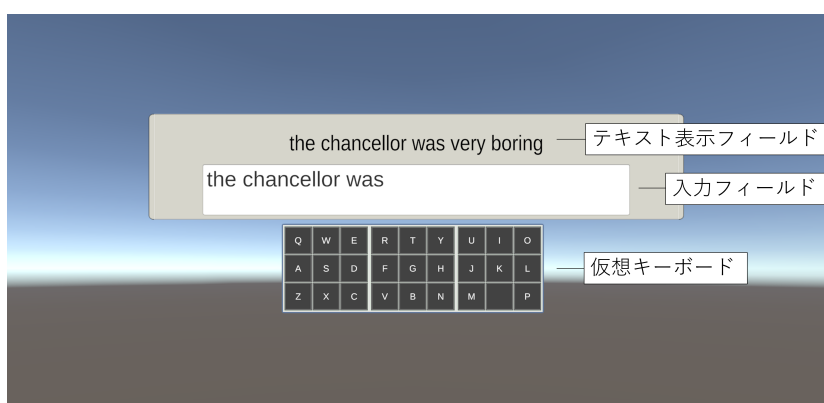 the chancellor was very boring
テキスト表示フィールド
the chancellor was
入力フィールド
Q W E R T Y U I O
A S D F G H J K L
仮想キーボード
Z X C V B N M P